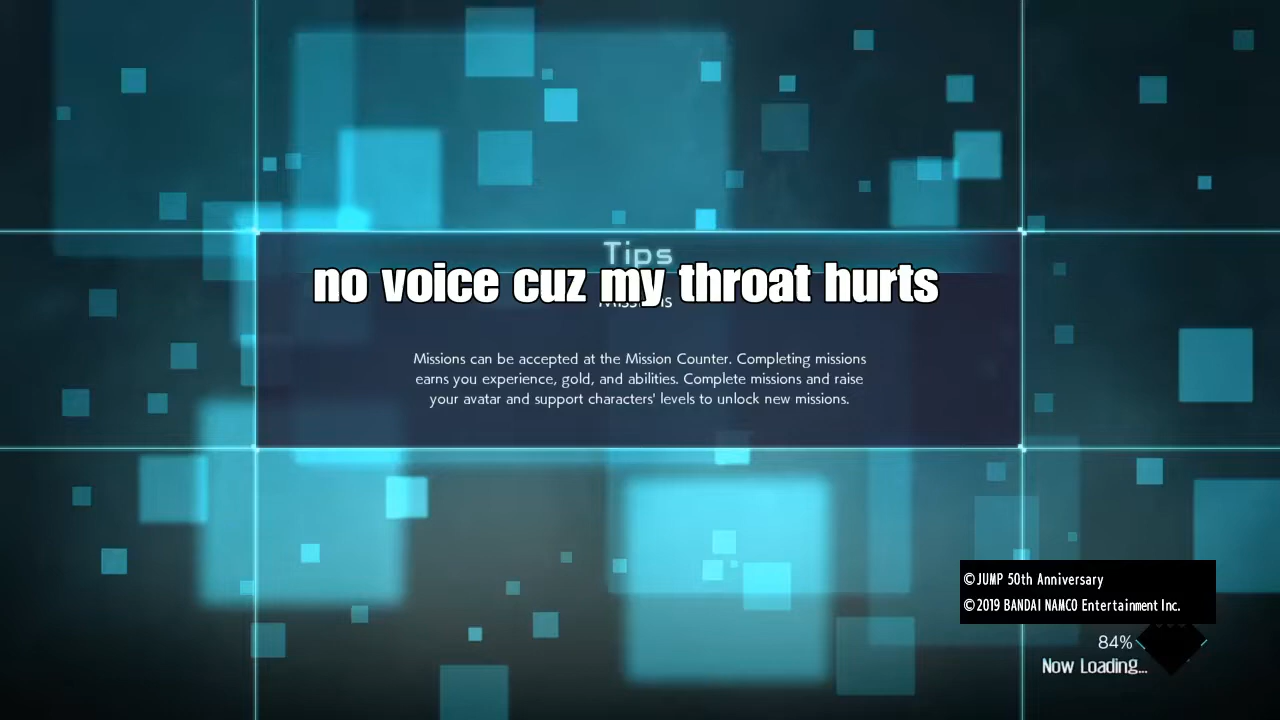 Tips
no voice cuz my throat hurts
Missions can be accepted at the Mission Counter. Completing missions
earns you experience, gold, and abilities. Complete missions and raise
your avatar and support characters' levels to unlock new missions.
©JUMP 50th Anniversary
©2019 BANDAI NAMCO Entertainment Inc.
84%
Now Loading...